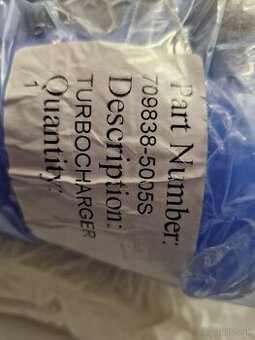 Part Number:
709838-5005S
Description:
TURBOCHARGER
Quantity:
1